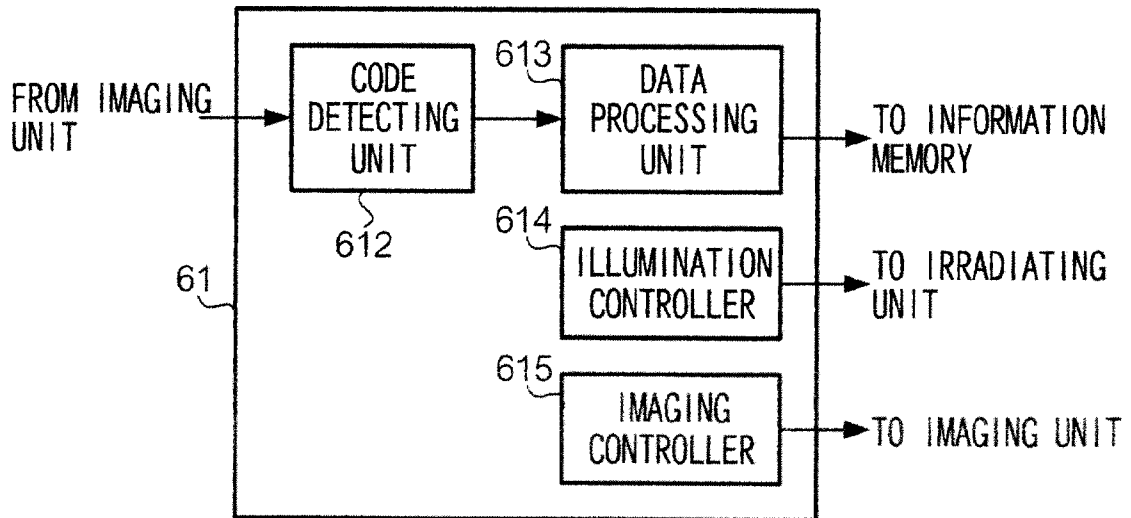 FROM IMAGING
UNIT
CODE
DETECTING
UNIT
612
613
DATA
PROCESSING
UNIT
TO INFORMATION
MEMORY
614
ILLUMINATION
CONTROLLER
TO IRRADIATING
UNIT
61
615
IMAGING
CONTROLLER
TO IMAGING UNIT